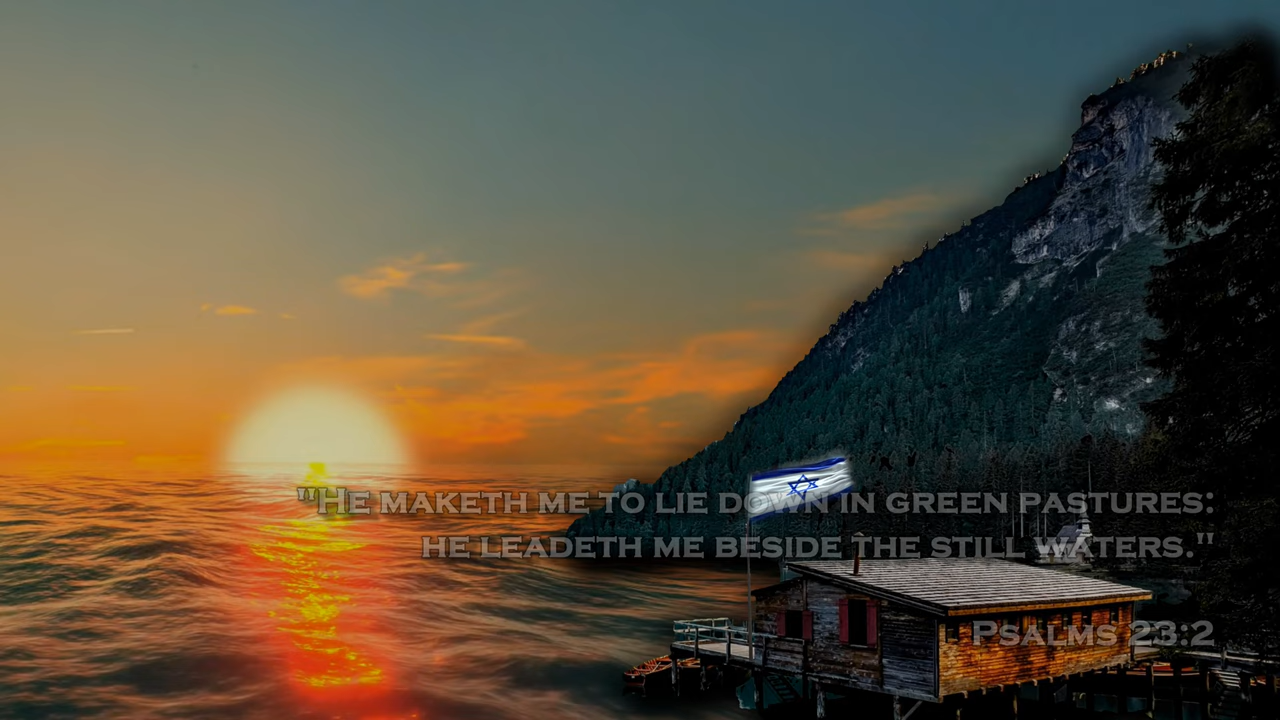 "He maketh me to lie down in green pastures:
he leadeth me beside the still waters."
Psalms 23:2